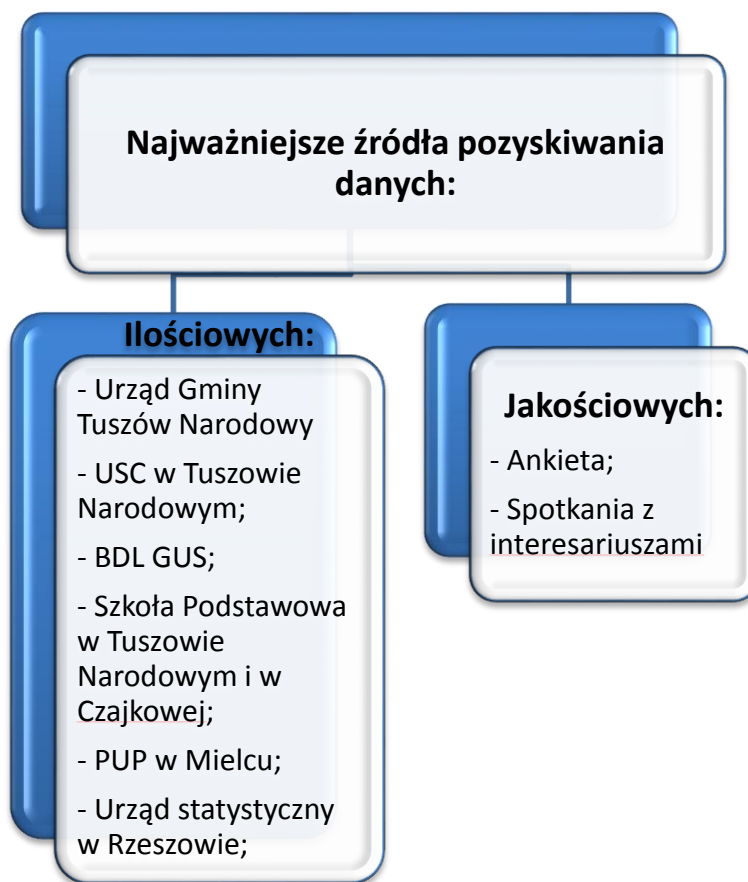 Najważniejsze źródła pozyskiwania
danych:
Ilościowych:
- Urząd Gminy
Tuszów Narodowy
- USC w Tuszowie
Narodowym;
- BDL GUS;
- Szkoła Podstawowa
w Tuszowie
Narodowym i w
Czajkowej;
- PUP w Mielcu;
- Urząd statystyczny
w Rzeszowie;
Jakościowych:
- Ankieta;
- Spotkania z
interesariuszami